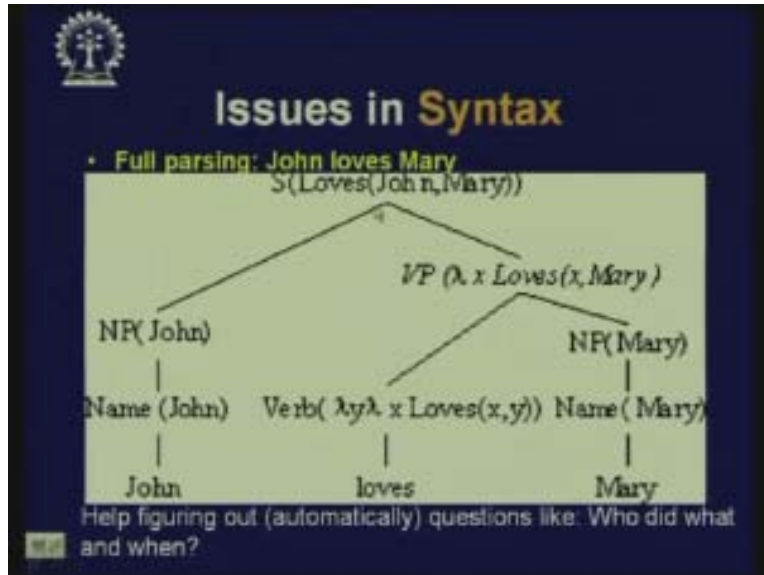 Issues in Syntax
• Full parsing: John loves Mary
S(Loves(John,Mary))
VP (λ x Loves(x,Mary)
NP(John)
NP(Mary)
Name (John) Verb( λyλ x Loves(x,y)) Name( Mary)
John loves Mary
Help figuring out (automatically) questions like: Who did what
and when?